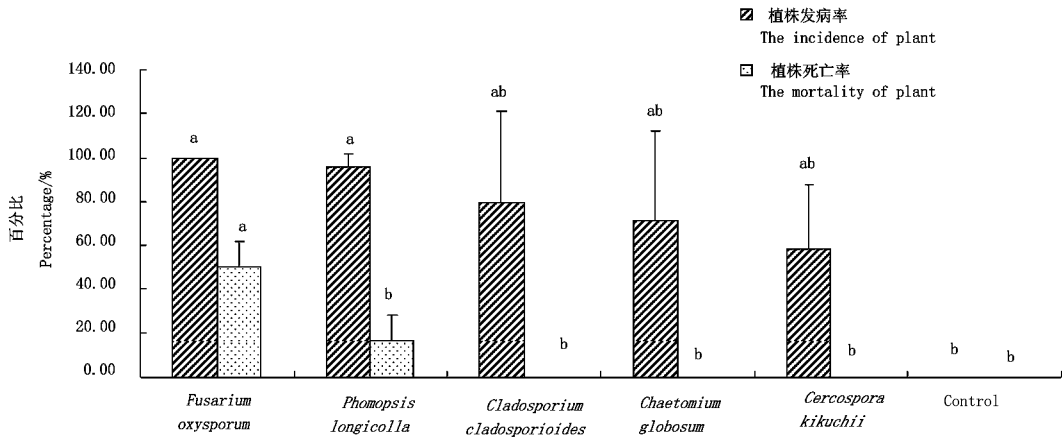 植株发病率
The incidence of plant
植株死亡率
The mortality of plant
百分比
Percentage/%
140.00
120.00
100.00
80.00
60.00
40.00
20.00
0.00
a
a
a
b
ab
b
ab
b
ab
b
b
b
Fusarium
oxysporum
Phomopsis
longicolla
Cladosporium
cladosporioides
Chaetomium
globosum
Cercospora
kikuchii
Control